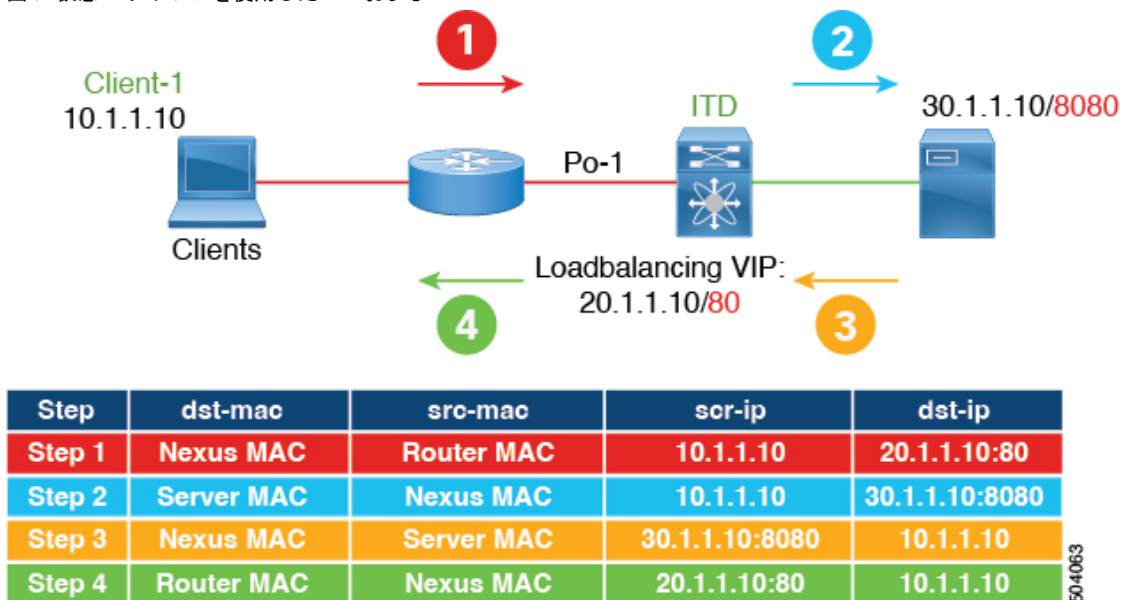 1
2
Client-1
10.1.1.10
ITD
30.1.1.10/8080
Po-1
Clients
Loadbalancing VIP:
20.1.1.10/80
4
3
Step dst-mac src-mac scr-ip dst-ip
Step 1 Nexus MAC Router MAC 10.1.1.10 20.1.1.10:80
Step 2 Server MAC Nexus MAC 10.1.1.10 30.1.1.10:8080
Step 3 Nexus MAC Server MAC 30.1.1.10:8080 10.1.1.10
Step 4 Router MAC Nexus MAC 20.1.1.10:80 10.1.1.10
504063